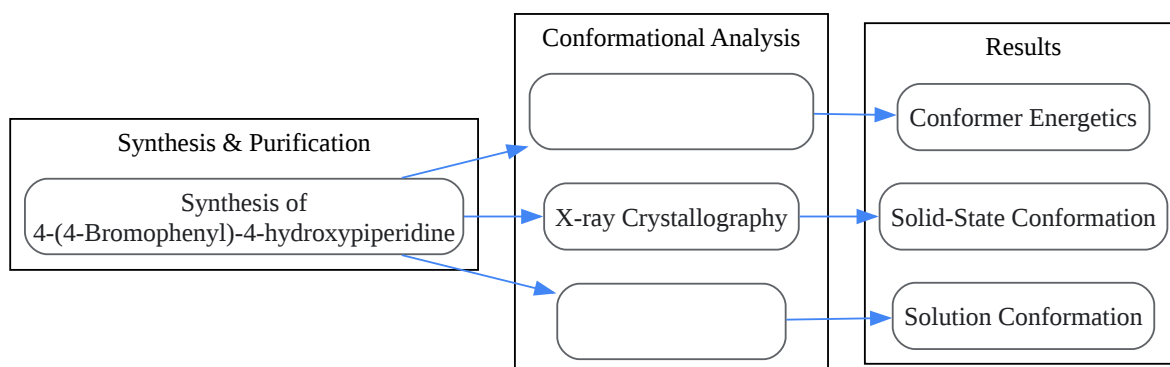 Synthesis & Purification
Synthesis of
4-(4-Bromophenyl)-4-hydroxypiperidine
Conformational Analysis
X-ray Crystallography
Results
Conformer Energetics
Solid-State Conformation
Solution Conformation